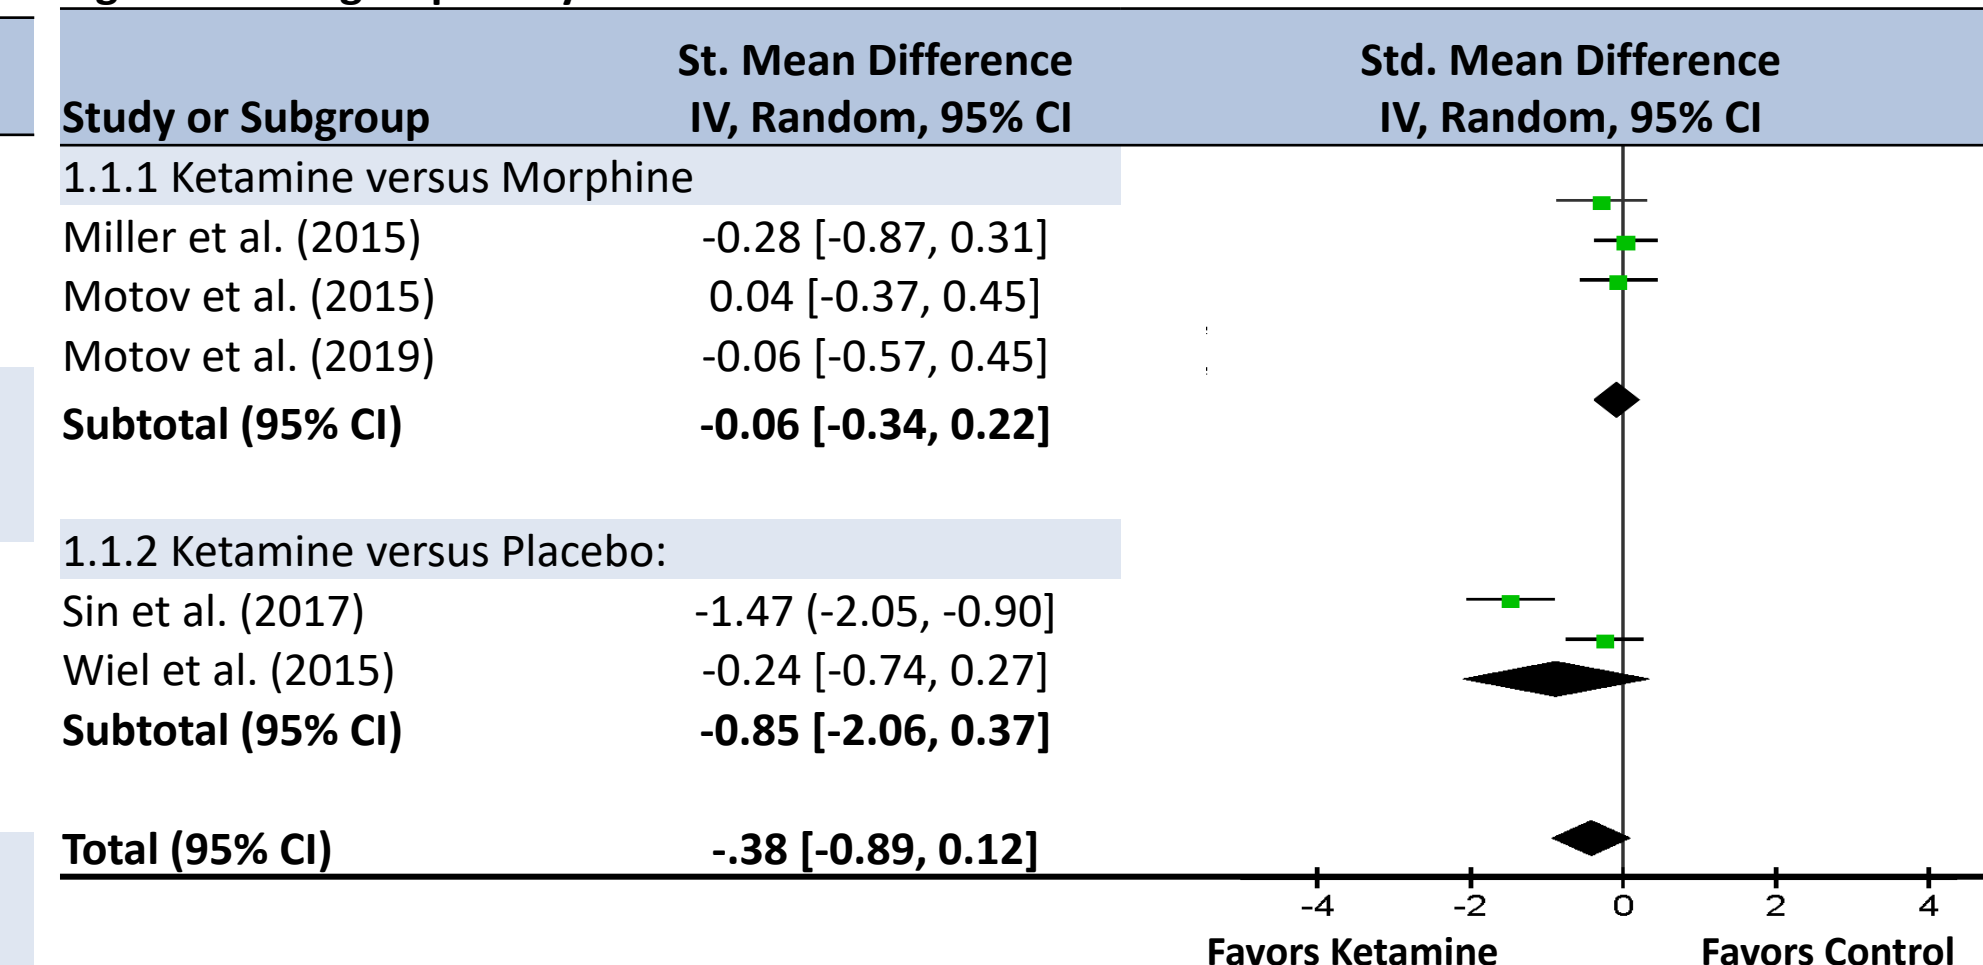 St. Mean Difference Std. Mean Difference
Study or Subgroup IV, Random, 95% CI IV, Random, 95% CI
1.1.1 Ketamine versus Morphine
Miller et al. (2015) -0.28 [-0.87, 0.31]
Motov et al. (2015) 0.04 [-0.37, 0.45]
Motov et al. (2019) -0.06 [-0.57, 0.45]
Subtotal (95% CI) -0.06 [-0.34, 0.22]
1.1.2 Ketamine versus Placebo:
Sin et al. (2017) -1.47 (-2.05, -0.90]
Wiel et al. (2015) -0.24 [-0.74, 0.27]
Subtotal (95% CI) -0.85 [-2.06, 0.37]
Total (95% CI) -.38 [-0.89, 0.12]
-4 -2 0 2 4
Favors Ketamine Favors Control